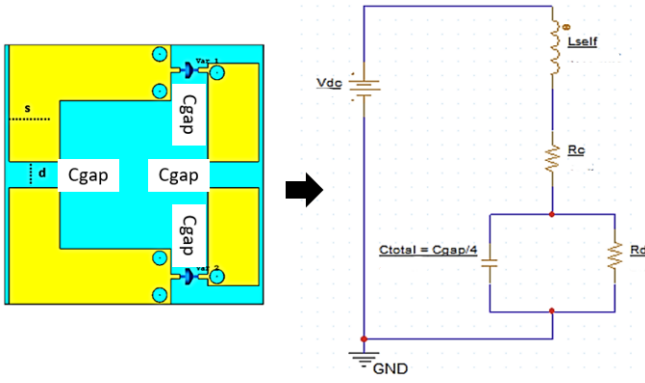 Var 1
Cgap
s
d
Cgap
Cgap
Cgap
Var 2
Lself
Vdc
Rc
Ctotal = Cgap/4
Rd
GND